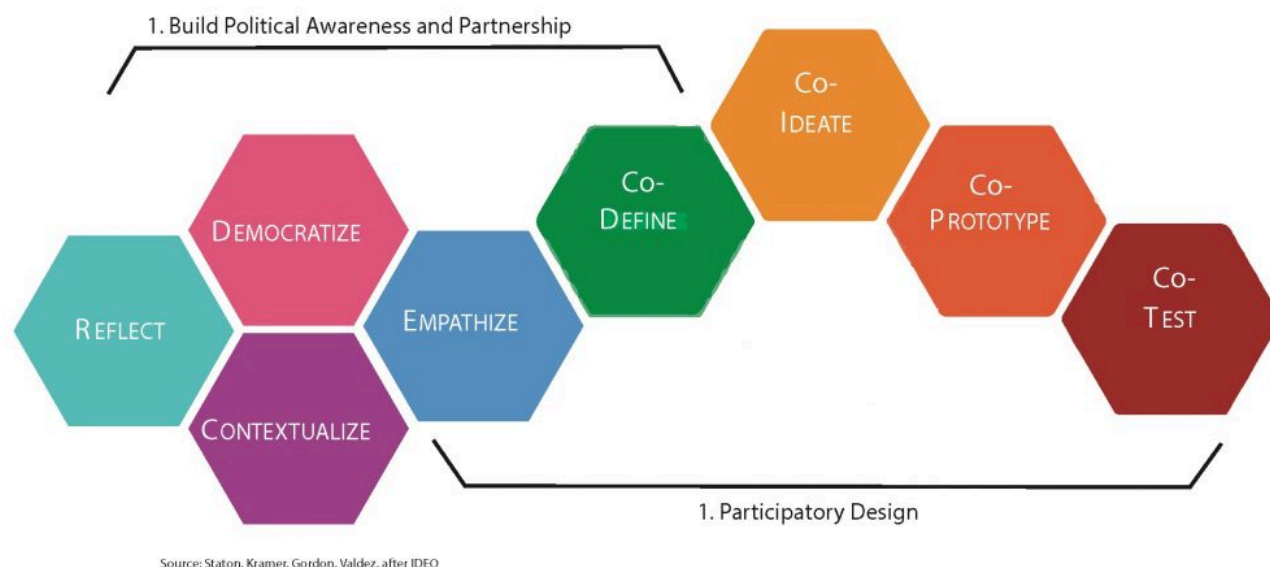 1. Build Political Awareness and Partnership
Co-
IDEATE
Co-
DEFINE
Co-
PROTOTYPE
DEMOCRATIZE
Co-
TEST
REFLECT
EMPATHIZE
CONTEXTUALIZE
1. Participatory Design
Source: Staton, Kramer, Gordon, Valdez, after IDEO